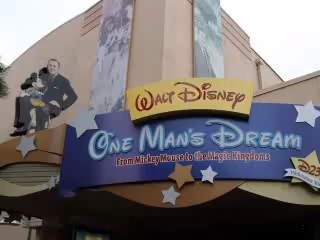 WALT DISNEY
ONE MAN'S DREAM
From Mickey Mouse to the Magic Kingdoms
D23